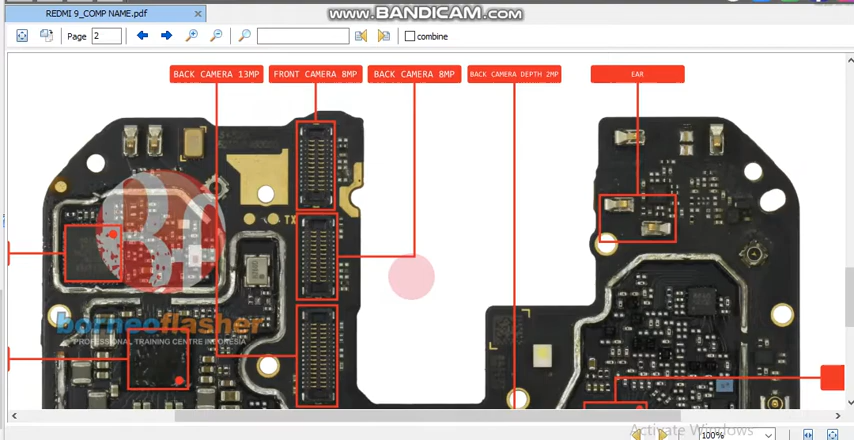 REDMI 9_COMP NAME.pdf
WWW.BANDICAM.COM
Page 2
combine
BACK CAMERA 13MP
FRONT CAMERA 8MP
BACK CAMERA 8MP
BACK CAMERA DEPTH 2MP
EAR
TX
borneoflasher
PROFESSIONAL TRAINING CENTRE INDONESIA
Activate Windows
100%